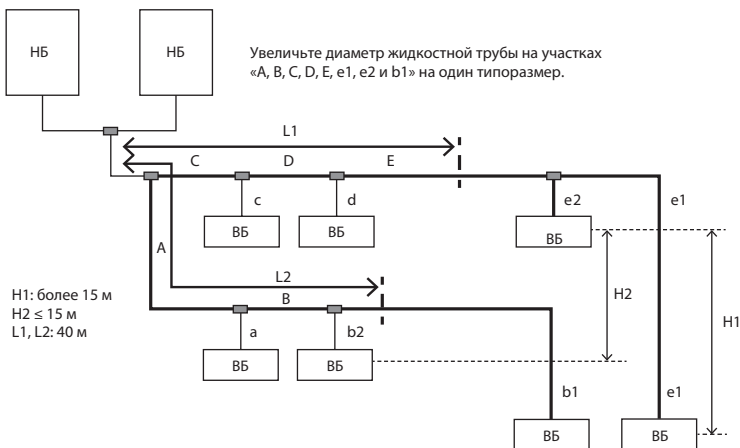 НБ
НБ
Увеличьте диаметр жидкостной трубы на участках
«A, B, C, D, E, e1, e2 и b1» на один типоразмер.
L1
C
D
E
c
d
e2
e1
ВБ
ВБ
ВБ
A
L2
H2
H1
H1: более 15 м
H2 ≤ 15 м
L1, L2: 40 м
B
a
b2
ВБ
ВБ
b1
e1
ВБ
ВБ